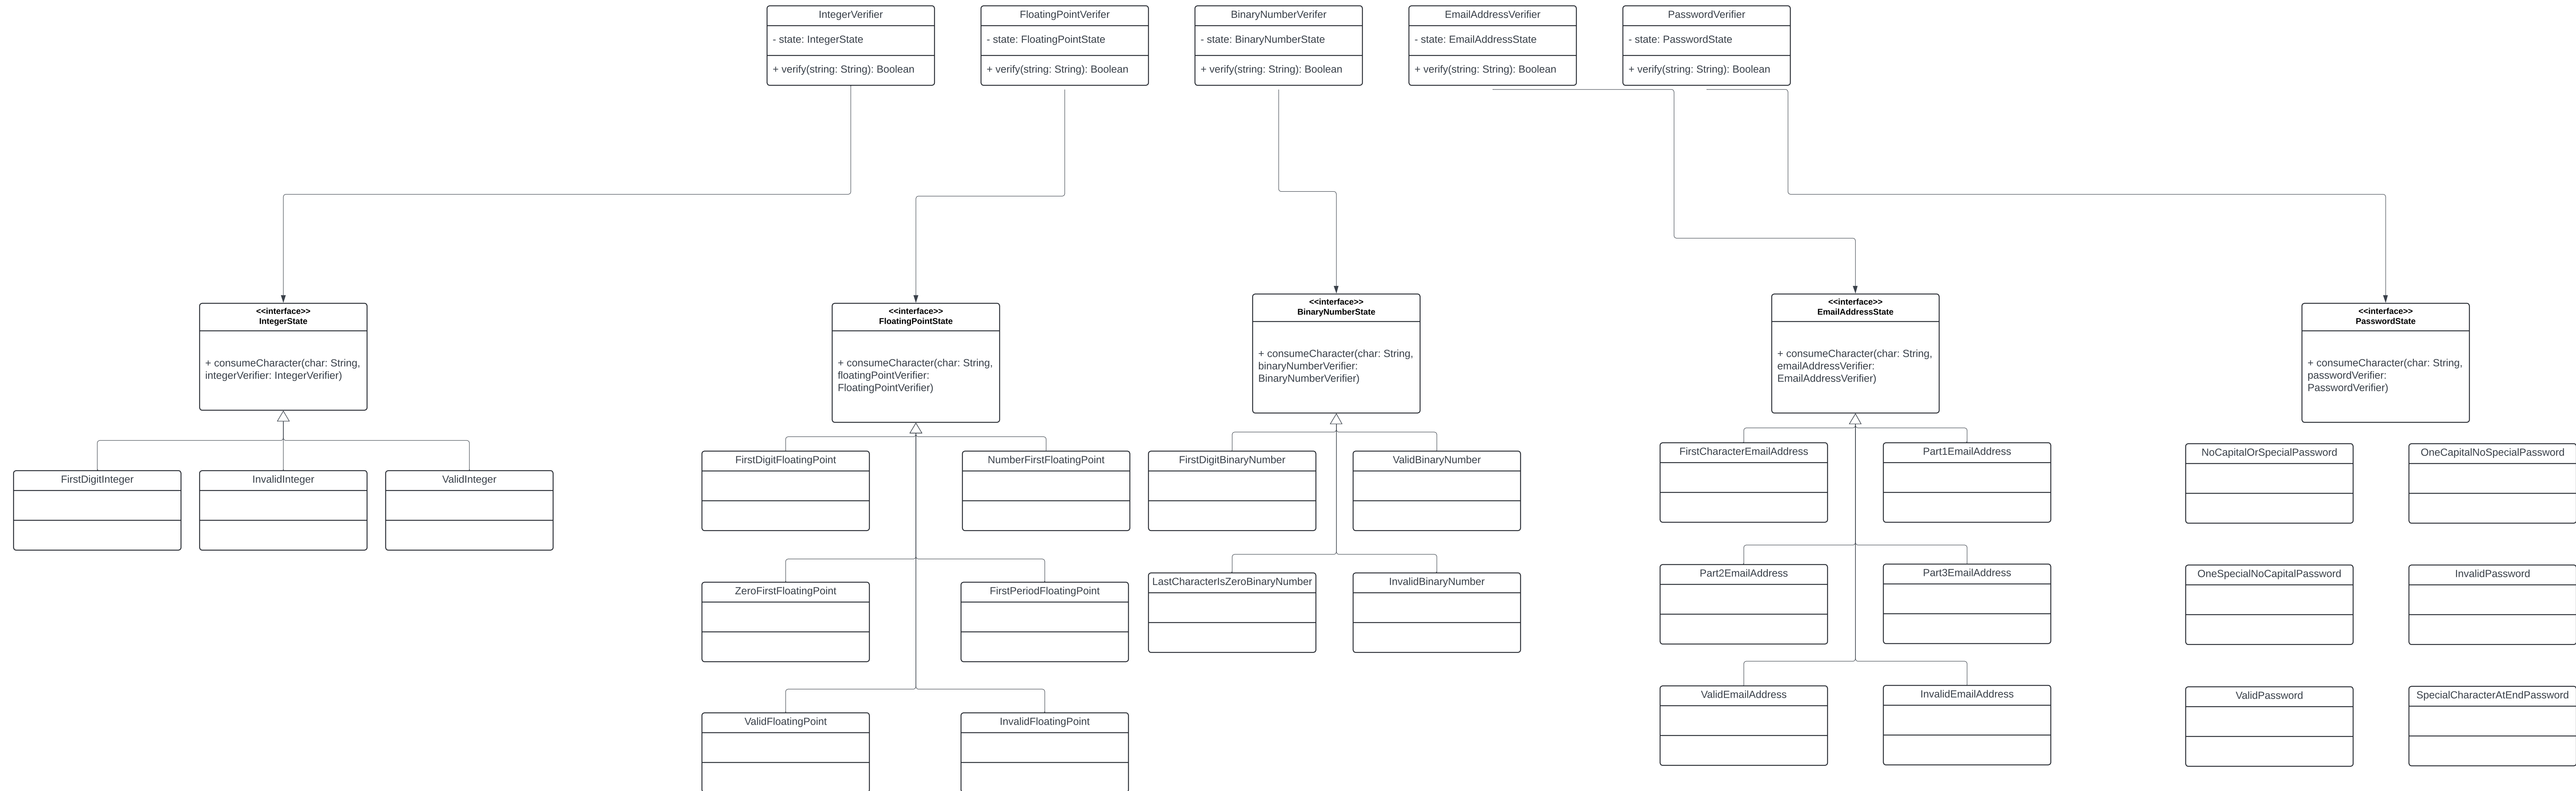 IntegerVerifier
- state: IntegerState
+ verify(string: String): Boolean
FloatingPointVerifer
- state: FloatingPointState
+ verify(string: String): Boolean
BinaryNumberVerifer
- state: BinaryNumberState
+ verify(string: String): Boolean
EmailAddressVerifier
- state: EmailAddressState
+ verify(string: String): Boolean
PasswordVerifier
- state: PasswordState
+ verify(string: String): Boolean
<<interface>>
IntegerState
+ consumeCharacter(char: String,
integerVerifier: IntegerVerifier)
<<interface>>
FloatingPointState
+ consumeCharacter(char: String,
floatingPointVerifier:
FloatingPointVerifier)
<<interface>>
BinaryNumberState
+ consumeCharacter(char: String,
binaryNumberVerifier:
BinaryNumberVerifier)
<<interface>>
EmailAddressState
+ consumeCharacter(char: String,
emailAddressVerifier:
EmailAddressVerifier)
<<interface>>
PasswordState
+ consumeCharacter(char: String,
passwordVerifier:
PasswordVerifier)
FirstDigitInteger
InvalidInteger
ValidInteger
FirstDigitFloatingPoint
NumberFirstFloatingPoint
ZeroFirstFloatingPoint
FirstPeriodFloatingPoint
ValidFloatingPoint
InvalidFloatingPoint
FirstDigitBinaryNumber
ValidBinaryNumber
LastCharacterIsZeroBinaryNumber
InvalidBinaryNumber
FirstCharacterEmailAddress
Part1EmailAddress
Part2EmailAddress
Part3EmailAddress
ValidEmailAddress
InvalidEmailAddress
NoCapitalOrSpecialPassword
OneCapitalNoSpecialPassword
OneSpecialNoCapitalPassword
InvalidPassword
ValidPassword
SpecialCharacterAtEndPassword